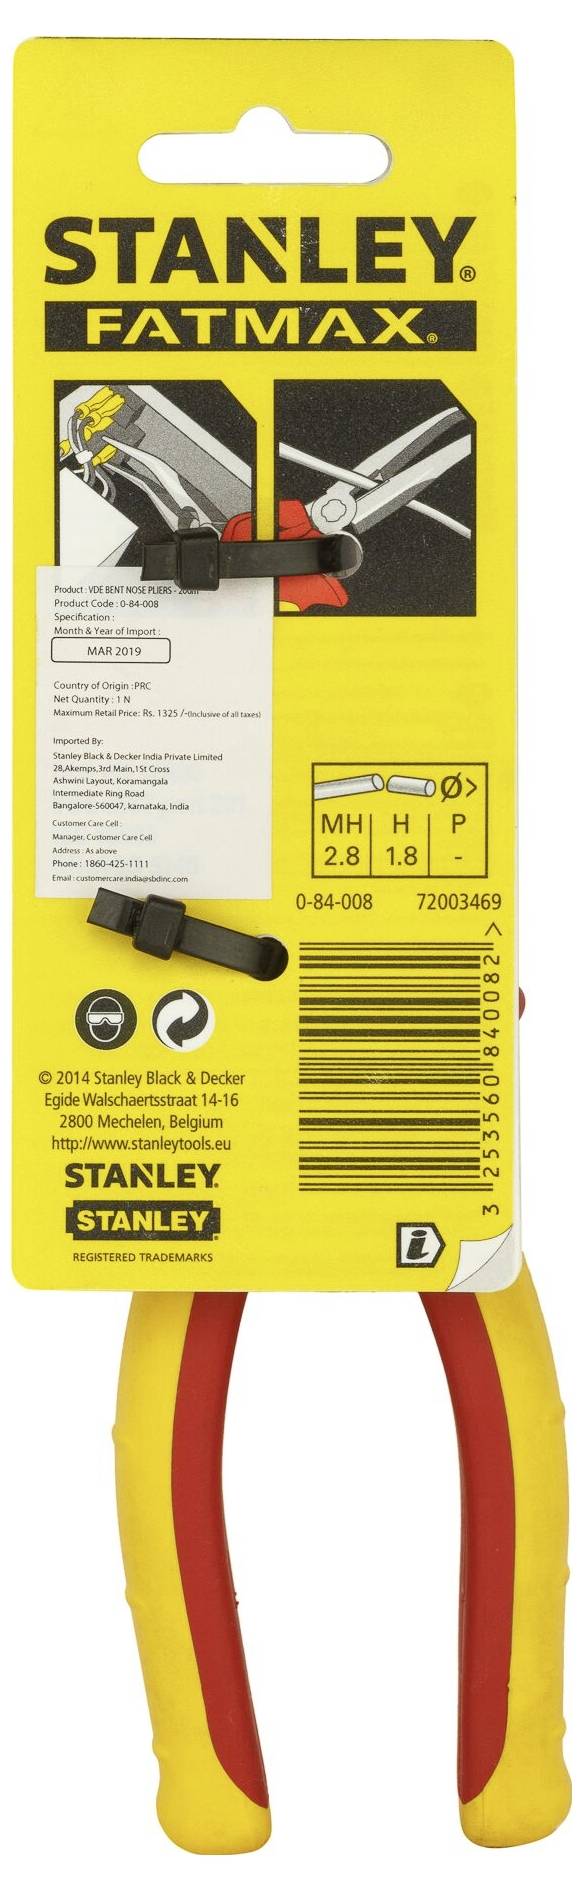 STANLEY®
FATMAX®
Product : VDE BENT NOSE PLIERS - 200m
Product Code : 0-84-008
Specification :
Month & Year of Import :
MAR 2019
Country of Origin :PRC
Net Quantity : 1 N
Maximum Retail Price: Rs. 1325 /-(Inclusive of all taxes)
Imported By:
Stanley Black & Decker India Private Limited
28,Akemps,3rd Main,1St Cross
Ashwini Layout, Koramangala
Intermediate Ring Road
Bangalore-560047, karnataka, India
Customer Care Cell :
Manager, Customer Care Cell
Address : As above
Phone : 1860-425-1111
Email : customercare.india@sbdinc.com
Ø>
MH H P
2.8 1.8 -
0-84-008 72003469
3 253560 840082 >
© 2014 Stanley Black & Decker
Egide Walschaertsstraat 14-16
2800 Mechelen, Belgium
http://www.stanleytools.eu
STANLEY®
STANLEY®
REGISTERED TRADEMARKS
i